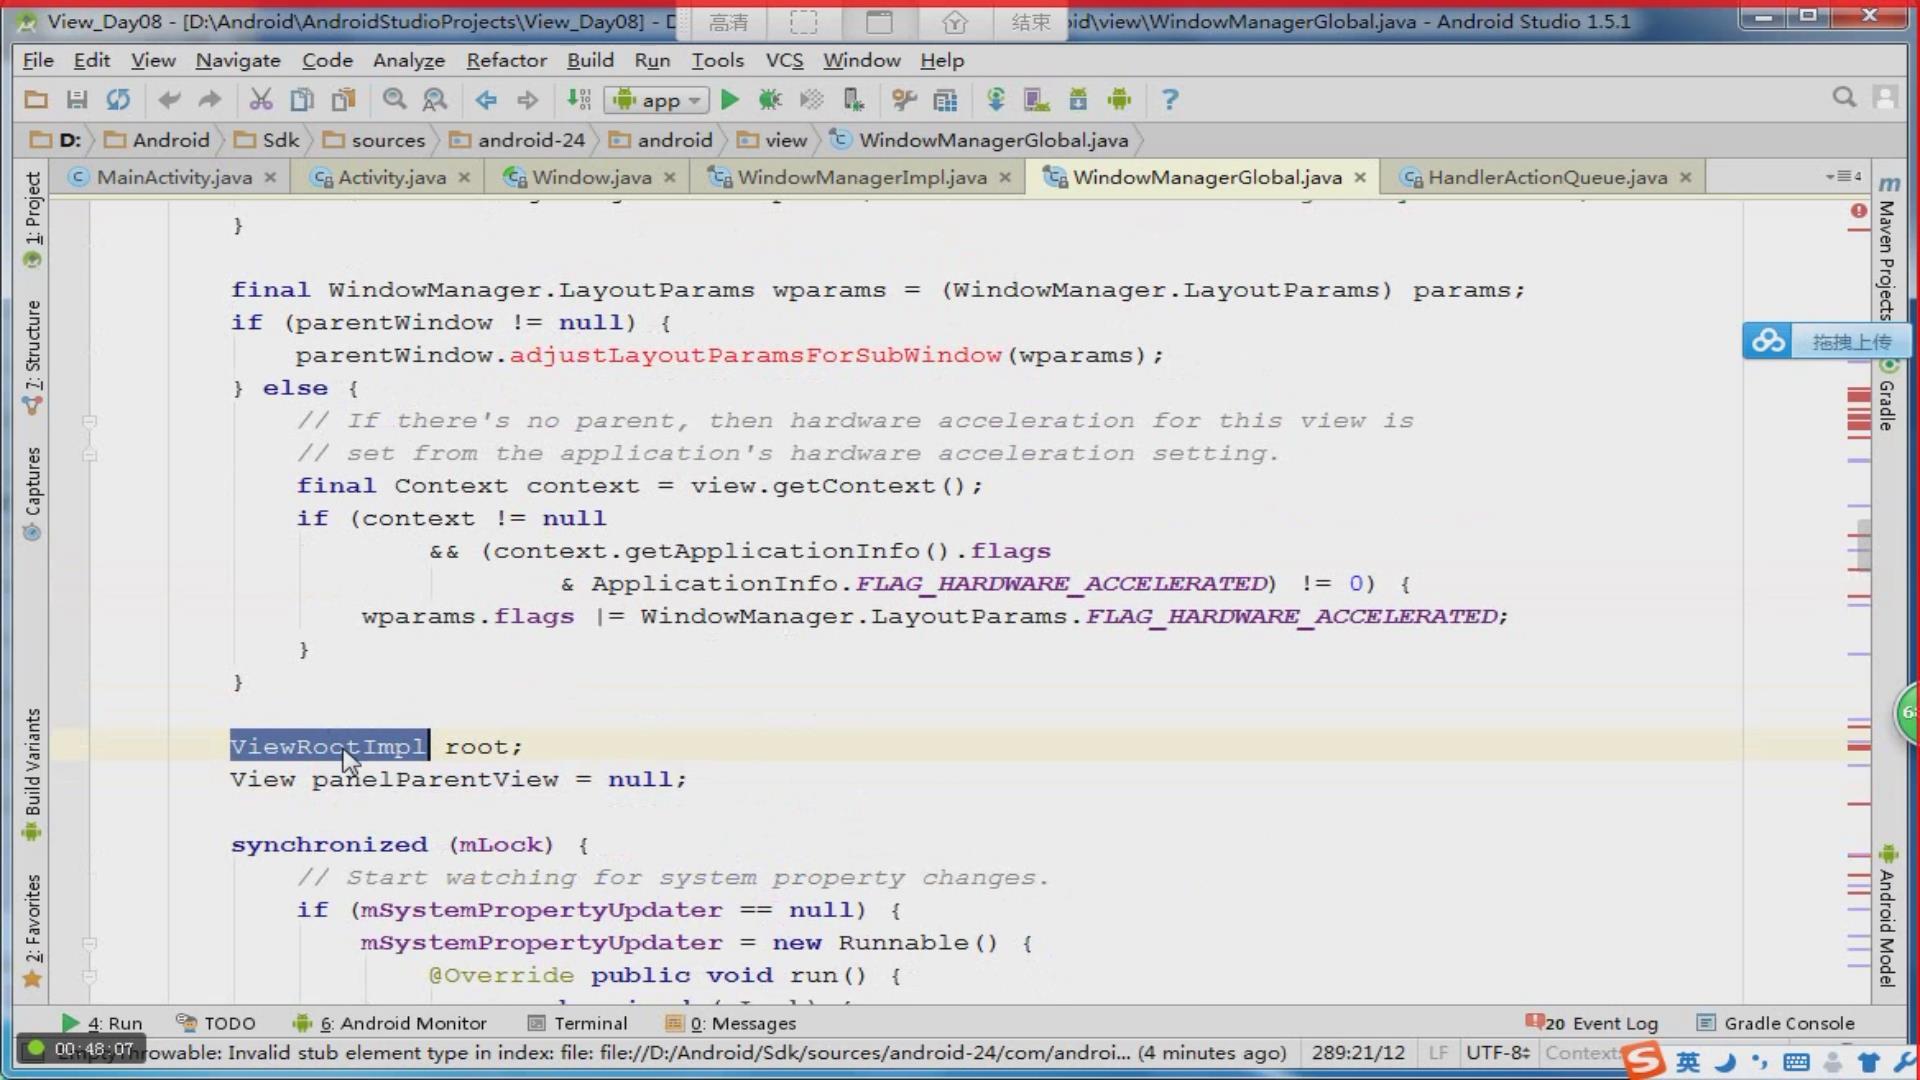 View_Day08 - [D:\Android\AndroidStudioProjects\View_Day08] - D
高清
结束
id\view\WindowManagerGlobal.java - Android Studio 1.5.1
File Edit View Navigate Code Analyze Refactor Build Run Tools VCS Window Help
app
D: Android Sdk sources android-24 android view WindowManagerGlobal.java
MainActivity.java Activity.java Window.java WindowManagerImpl.java WindowManagerGlobal.java HandlerActionQueue.java
4
1: Project
7: Structure
Captures
Build Variants
2: Favorites
}
final WindowManager.LayoutParams wparams = (WindowManager.LayoutParams) params;
if (parentWindow != null) {
parentWindow.adjustLayoutParamsForSubWindow(wparams);
} else {
// If there's no parent, then hardware acceleration for this view is
// set from the application's hardware acceleration setting.
final Context context = view.getContext();
if (context != null
&& (context.getApplicationInfo().flags
& ApplicationInfo.FLAG_HARDWARE_ACCELERATED) != 0) {
wparams.flags |= WindowManager.LayoutParams.FLAG_HARDWARE_ACCELERATED;
}
}
ViewRootImpl root;
View panelParentView = null;
synchronized (mLock) {
// Start watching for system property changes.
if (mSystemPropertyUpdater == null) {
mSystemPropertyUpdater = new Runnable() {
@Override public void run() {
Maven Projects
拖拽上传
Gradle
Android Model
4: Run TODO 6: Android Monitor Terminal 0: Messages
20 Event Log Gradle Console
00:48:07
Throwable: Invalid stub element type in index: file: file://D:/Android/Sdk/sources/android-24/com/androi... (4 minutes ago) 289:21/12 LF UTF-8 Context:
英